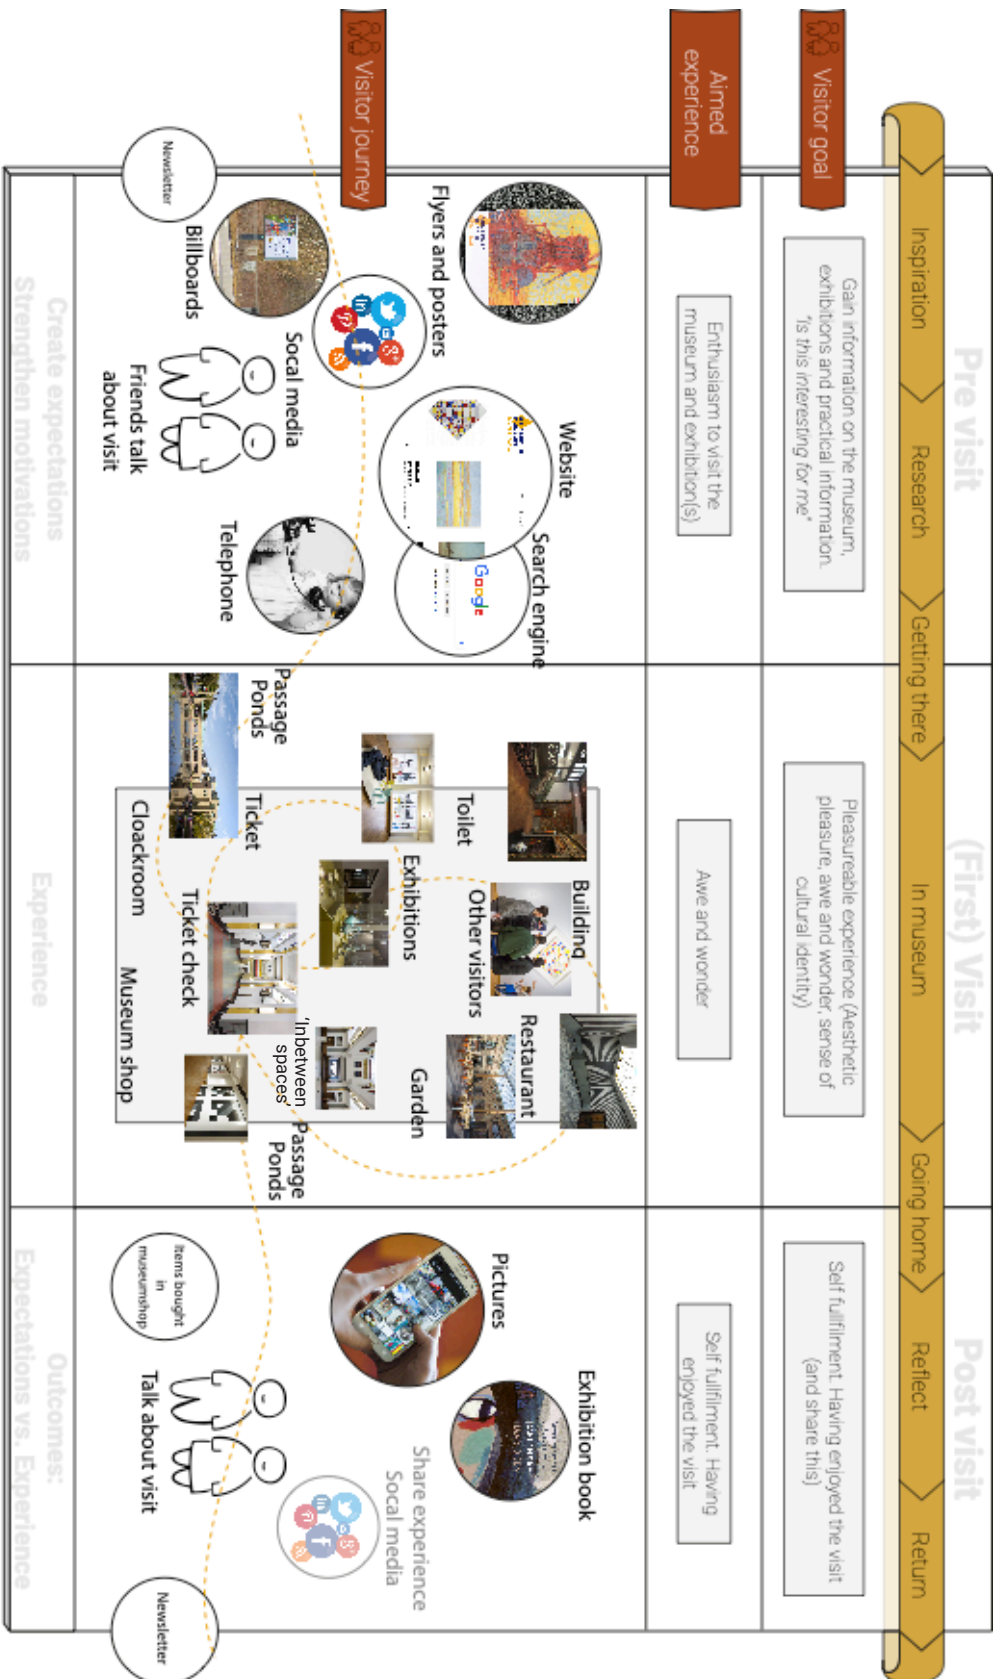 Pre visit
(First) Visit
Post visit
Inspiration
Research
Getting there
In museum
Going home
Reflect
Return
Visitor goal
Gain information on the museum,
exhibitions and practical information.
"Is this interesting for me"
Pleasureable experience (Aesthetic
pleasure, awe and wonder, sense of
cultural identity)
Self fullfilment. Having enjoyed the visit
(and share this)
Aimed
experience
Enthusiasm to visit the
museum and exhibition(s)
Awe and wonder
Self fullfilment. Having
enjoyed the visit
Visitor journey
Flyers and posters
Website
Search engine
Google
Socal media
Billboards
Newsletter
Friends talk
about visit
Telephone
Passage
Ponds
Toilet
Building
Exhibitions
Other visitors
Restaurant
Garden
Ticket
Cloackroom
Ticket check
'Inbetween
spaces'
Museum shop
Passage
Ponds
Pictures
Exhibition book
Share experience
Socal media
Items bought
in
museumshop
Talk about visit
Newsletter
Create expectations
Strengthen motivations
Experience
Outcomes:
Expectations vs. Experience